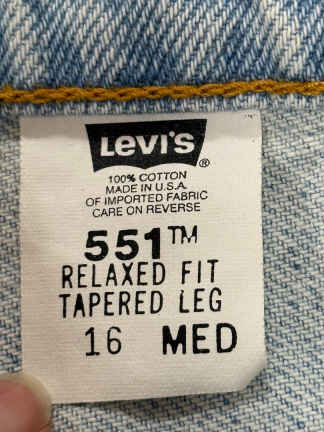 Levi's®
100% COTTON
MADE IN U.S.A.
OF IMPORTED FABRIC
CARE ON REVERSE
551™
RELAXED FIT
TAPERED LEG
16 MED